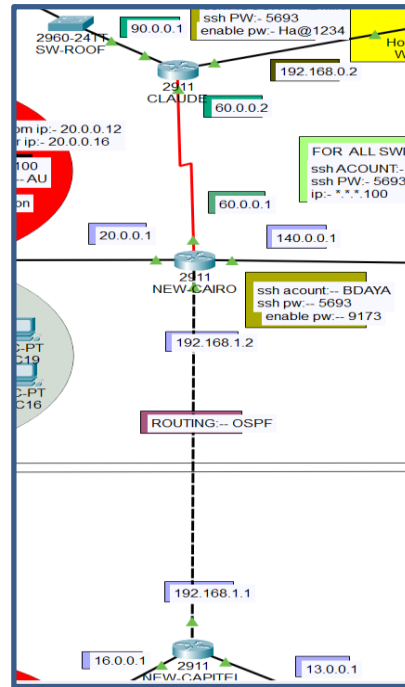 90.0.0.1
ssh PW:- 5693
enable pw:- Ha@1234
2960-24TT
SW-ROOF
Ho
W
192.168.0.2
2911
CLAUDE
60.0.0.2
om ip:- 20.0.0.12
r ip:- 20.0.0.16
100
-- AU
on
FOR ALL SWI
ssh ACOUNT:-
ssh PW:- 5693
ip:- *.*.*.100
60.0.0.1
20.0.0.1
140.0.0.1
2911
NEW-CAIRO
ssh acount:-- BDAYA
ssh pw:-- 5693
enable pw:-- 9173
C-PT
C19
C-PT
C16
192.168.1.2
ROUTING:-- OSPF
192.168.1.1
16.0.0.1
2911
NEW-CAPITEL
13.0.0.1